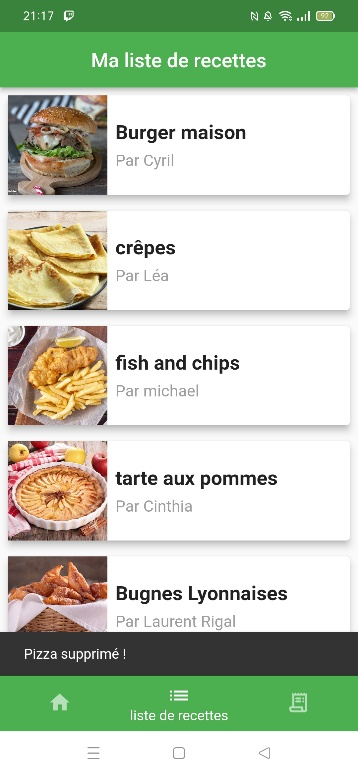 21:17
Ma liste de recettes
Burger maison
Par Cyril
crêpes
Par Léa
fish and chips
Par michael
tarte aux pommes
Par Cinthia
Bugnes Lyonnaises
Par Laurent Rigal
Pizza supprimé !
liste de recettes